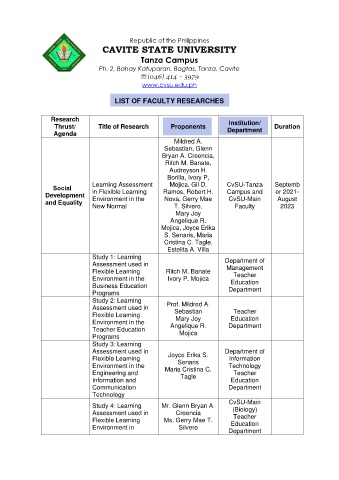 Republic of the Philippines
CAVITE STATE UNIVERSITY
Tanza Campus
Ph. 2, Bahay Katuparan, Bagtas, Tanza, Cavite
☏(046) 414 – 3979
www.cvsu.edu.ph
LIST OF FACULTY RESEARCHES
Research Thrust/ Agenda
Title of Research
Proponents
Institution/ Department
Duration
Social
Development
and Equality
Learning Assessment
in Flexible Learning
Environment in the
New Normal
Mildred A.
Sebastian, Glenn
Bryan A. Creencia,
Ritch M. Banate,
Audreyson H.
Borilla, Ivory P,
Mojica, Gil D.
Ramos, Robert H.
Nova, Gerry Mae
T. Silvero,
Mary Joy
Angelique R.
Mojica, Joyce Erika
S. Senaris, Maria
Cristina C. Tagle,
Estelita A. Villa
CvSU-Tanza
Campus and
CvSU-Main
Faculty
Septemb
er 2021-
August
2023
Study 1: Learning
Assessment used in
Flexible Learning
Environment in the
Business Education
Programs
Ritch M. Banate
Ivory P. Mojica
Department of
Management
Teacher
Education
Department
Study 2: Learning
Assessment used in
Flexible Learning
Environment in the
Teacher Education
Programs
Prof. Mildred A.
Sebastian
Mary Joy
Angelique R.
Mojica
Teacher
Education
Department
Study 3: Learning
Assessment used in
Flexible Learning
Environment in the
Engineering and
Information and
Communication
Technology
Joyce Erika S.
Senaris
Maria Cristina C.
Tagle
Department of
Information
Technology
Teacher
Education
Department
Study 4: Learning
Assessment used in
Flexible Learning
Environment in
Mr. Glenn Bryan A.
Creencia
Ms. Gerry Mae T.
Silvero
CvSU-Main
(Biology)
Teacher
Education
Department